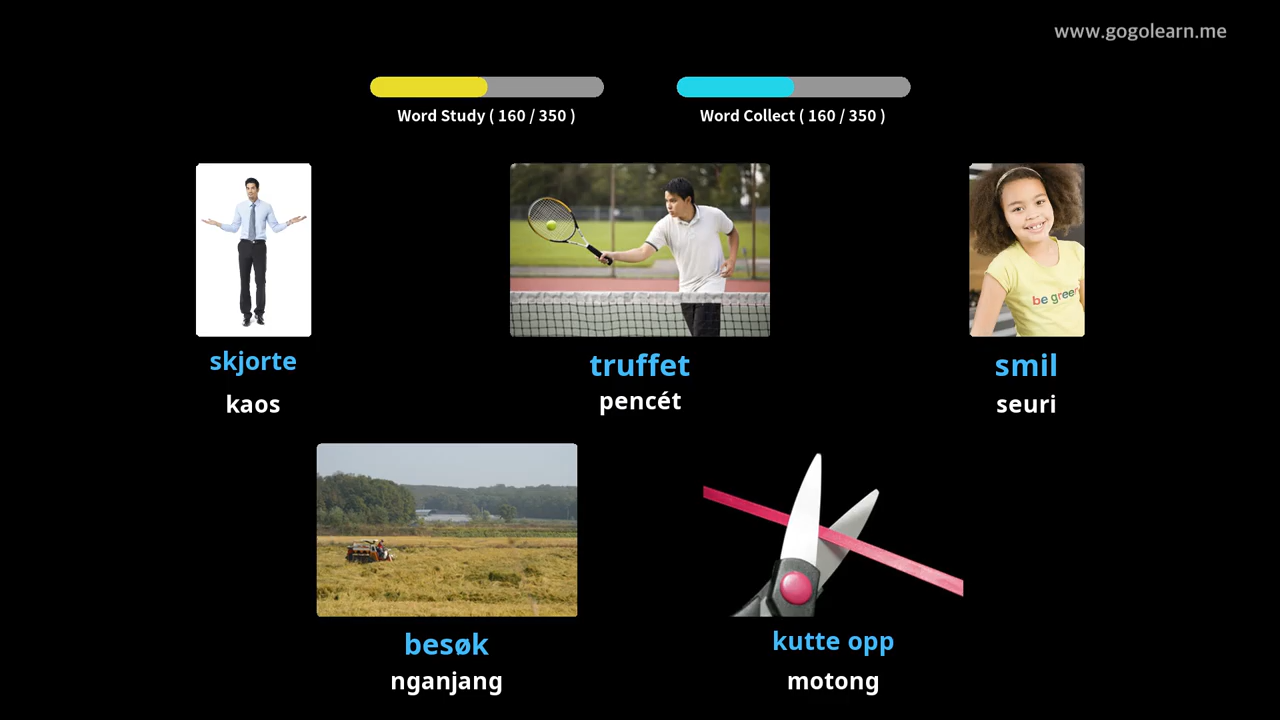 www.gogolearn.me
Word Study ( 160 / 350 )
Word Collect ( 160 / 350 )
skjorte
kaos
truffet
pencét
smil
seuri
be green
besøk
nganjang
kutte opp
motong